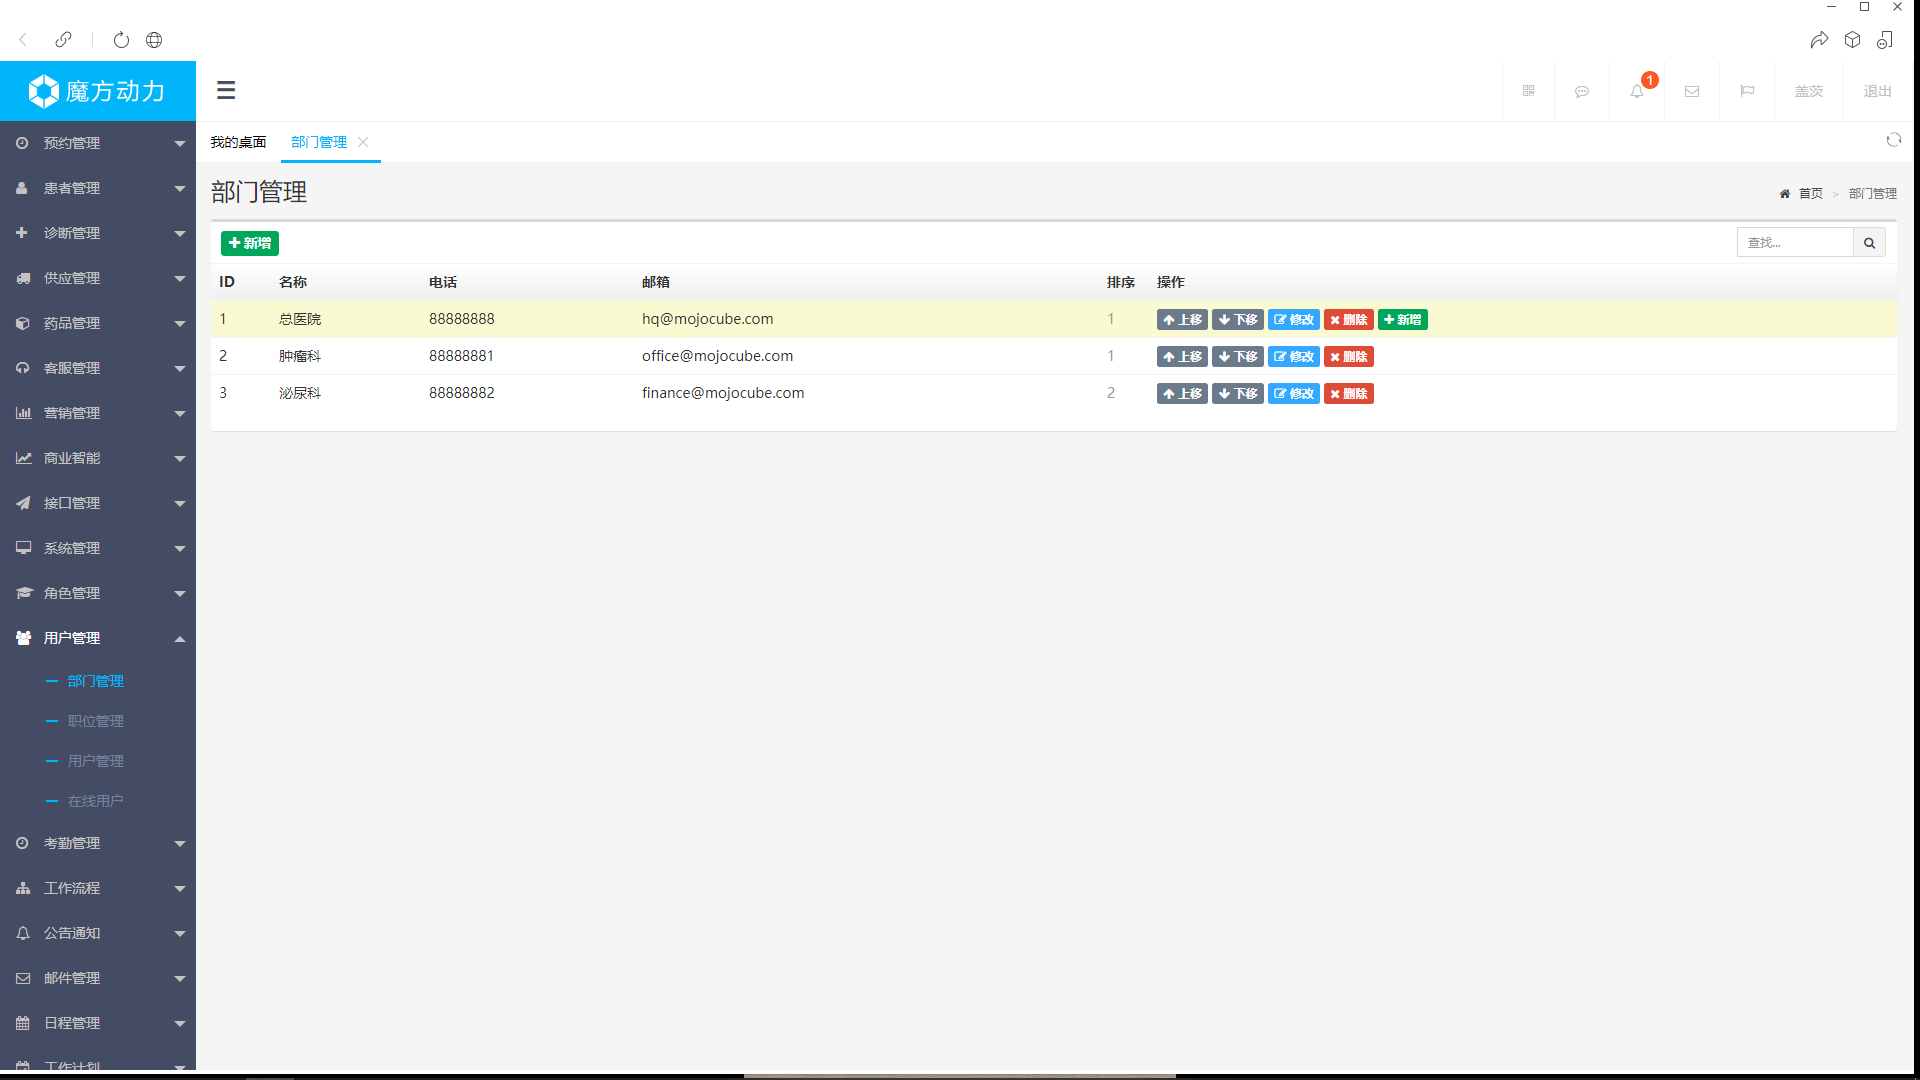 魔方动力
1
盖茨
退出
预约管理
患者管理
诊断管理
供应管理
药品管理
客服管理
营销管理
商业智能
接口管理
系统管理
角色管理
用户管理
部门管理
职位管理
用户管理
在线用户
考勤管理
工作流程
公告通知
邮件管理
日程管理
工作计划
我的桌面 部门管理
部门管理
首页 > 部门管理
新增
查找...
ID 名称 电话 邮箱 排序 操作
1 总医院 88888888 hq@mojocube.com 1 上移 下移 修改 删除 新增
2 肿瘤科 88888881 office@mojocube.com 1 上移 下移 修改 删除
3 泌尿科 88888882 finance@mojocube.com 2 上移 下移 修改 删除